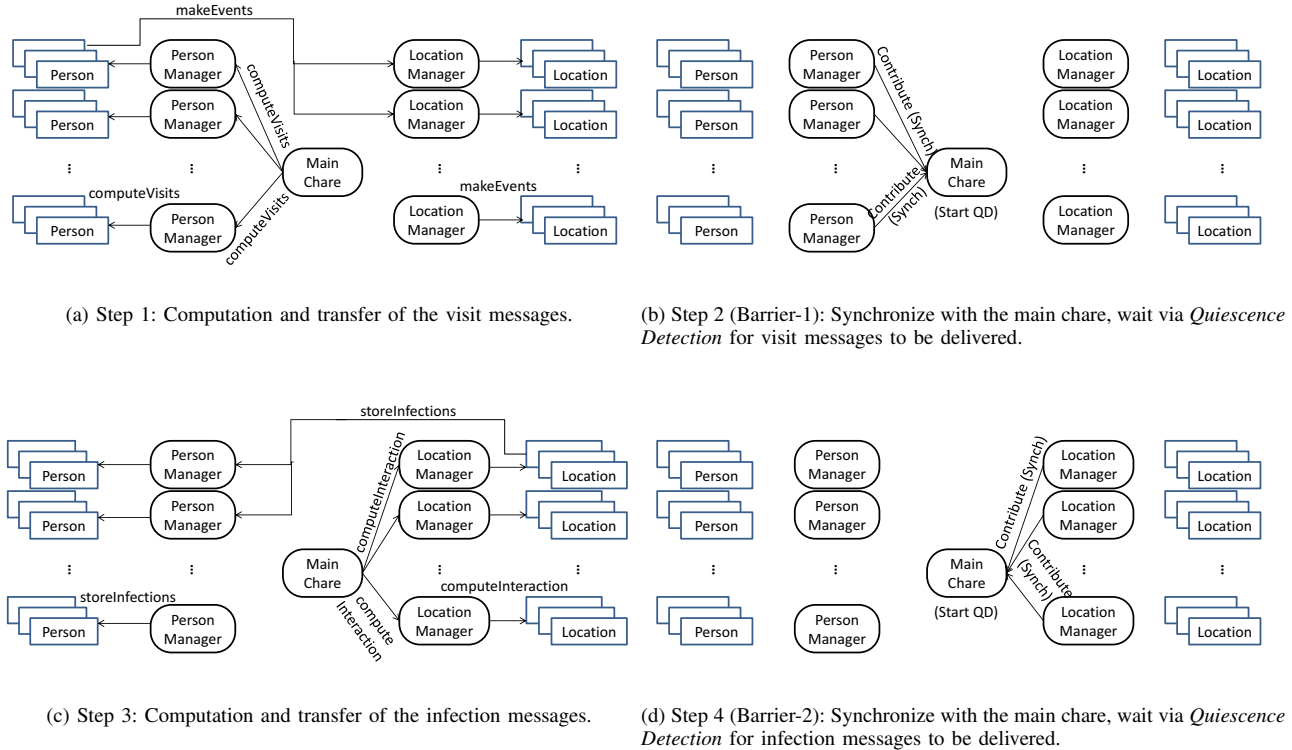 makeEvents
Person
Person
Manager
Location
Manager
Location
Person
Person
Manager
Location
Manager
Location
computeVisits
...
...
Main
Chare
...
...
computeVisits
Person
Person
Manager
computeVisits
makeEvents
Location
Manager
Location
(a) Step 1: Computation and transfer of the visit messages.
Person
Person
Manager
Location
Manager
Location
Person
Person
Manager
Location
Manager
Location
Contribute (Synch)
...
...
Main
Chare
(Start QD)
...
...
Contribute
(Synch)
Person
Person
Manager
Location
Manager
Location
(b) Step 2 (Barrier-1): Synchronize with the main chare, wait via Quiescence
Detection for visit messages to be delivered.
storeInfections
Person
Person
Manager
Location
Manager
Location
Person
Person
Manager
Location
Manager
Location
computeInteraction
...
...
Main
Chare
...
...
storeInfections
Person
Person
Manager
compute
Interaction
computeInteraction
Location
Manager
Location
(c) Step 3: Computation and transfer of the infection messages.
Person
Person
Manager
Location
Manager
Location
Person
Person
Manager
Location
Manager
Location
Contribute (Synch)
...
...
Main
Chare
(Start QD)
...
...
Contribute
(Synch)
Person
Person
Manager
Location
Manager
Location
(d) Step 4 (Barrier-2): Synchronize with the main chare, wait via Quiescence
Detection for infection messages to be delivered.